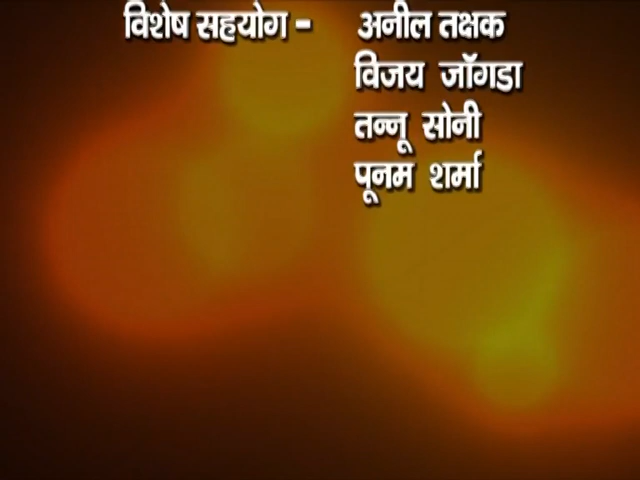 विशेष सहयोग - अनील तक्षक
विजय जॉगडा
तन्नू सोनी
पूनम शर्मा